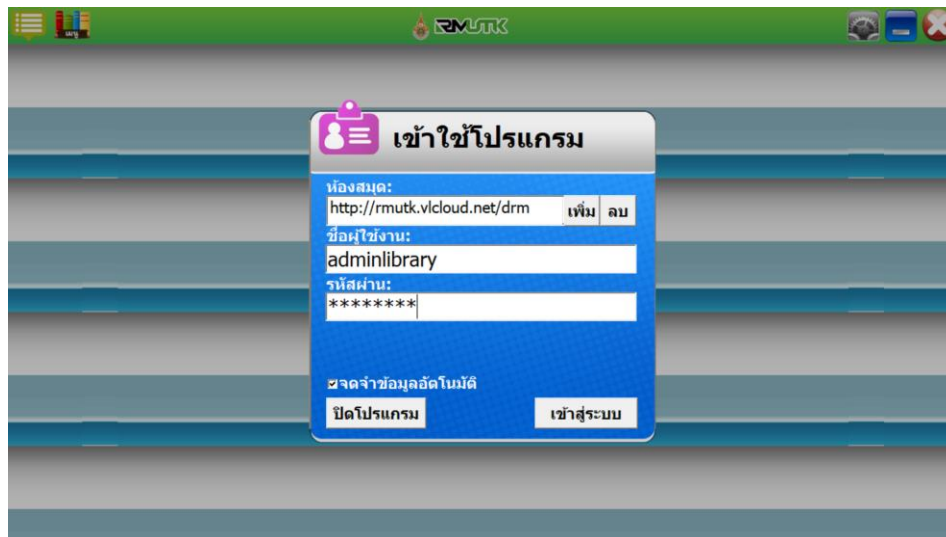 เมนู
RMUTK
เข้าใช้โปรแกรม
ห้องสมุด:
http://rmutk.vlcloud.net/drm
เพิ่ม ลบ
ชื่อผู้ใช้งาน:
adminlibrary
รหัสผ่าน:
********
จดจำข้อมูลอัตโนมัติ
ปิดโปรแกรม เข้าสู่ระบบ